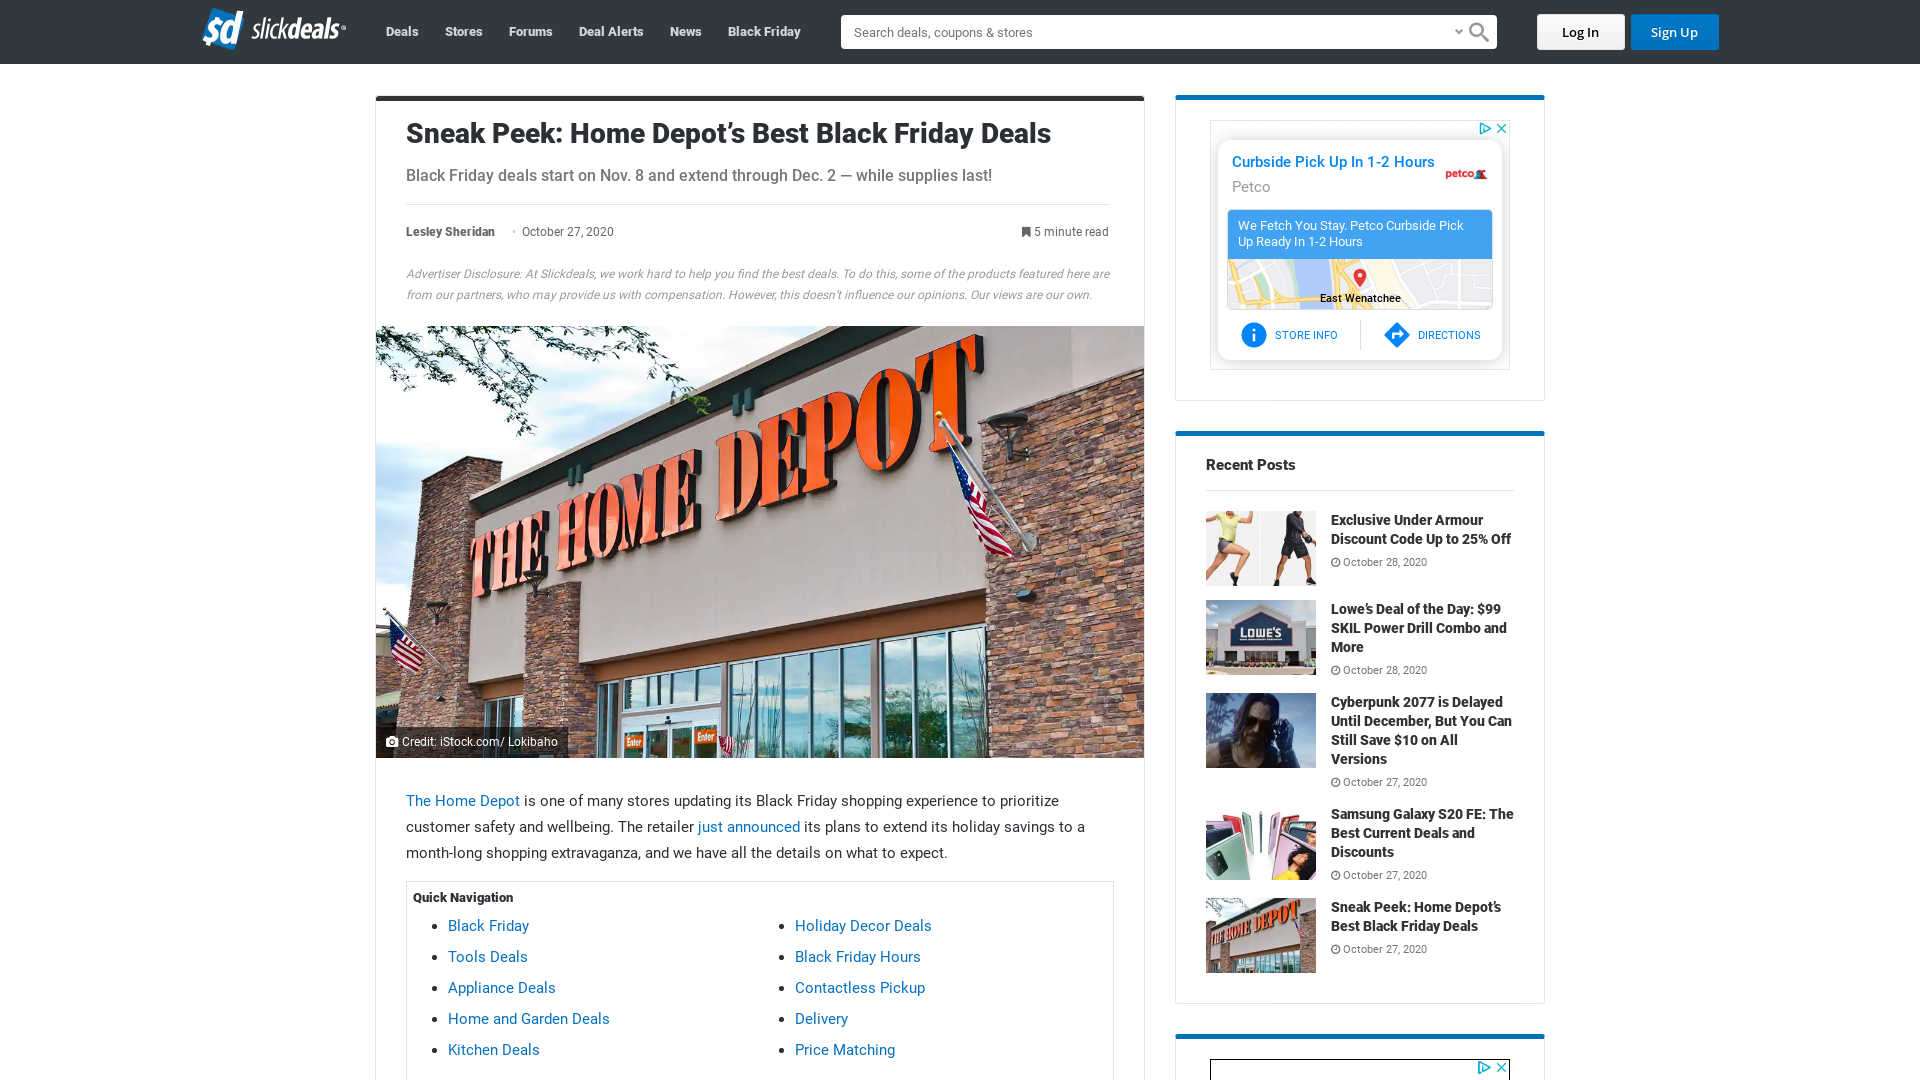 sd slickdeals
Deals
Stores
Forums
Deal Alerts
News
Black Friday
Search deals, coupons & stores
Log In
Sign Up
Sneak Peek: Home Depot’s Best Black Friday Deals
Black Friday deals start on Nov. 8 and extend through Dec. 2 — while supplies last!
Lesley Sheridan • October 27, 2020
5 minute read
Advertiser Disclosure: At Slickdeals, we work hard to help you find the best deals. To do this, some of the products featured here are
from our partners, who may provide us with compensation. However, this doesn’t influence our opinions. Our views are our own.
THE HOME DEPOT
Enter
Enter
Credit: iStock.com/ Lokibaho
The Home Depot is one of many stores updating its Black Friday shopping experience to prioritize
customer safety and wellbeing. The retailer just announced its plans to extend its holiday savings to a
month-long shopping extravaganza, and we have all the details on what to expect.
Quick Navigation
Black Friday
Tools Deals
Appliance Deals
Home and Garden Deals
Kitchen Deals
Holiday Decor Deals
Black Friday Hours
Contactless Pickup
Delivery
Price Matching
Curbside Pick Up In 1-2 Hours
Petco
petco
We Fetch You Stay. Petco Curbside Pick
Up Ready In 1-2 Hours
East Wenatchee
STORE INFO
DIRECTIONS
Recent Posts
Exclusive Under Armour
Discount Code Up to 25% Off
October 28, 2020
LOWE'S
Lowe’s Deal of the Day: $99
SKIL Power Drill Combo and
More
October 28, 2020
Cyberpunk 2077 is Delayed
Until December, But You Can
Still Save $10 on All
Versions
October 27, 2020
Samsung Galaxy S20 FE: The
Best Current Deals and
Discounts
October 27, 2020
THE HOME DEPOT
Sneak Peek: Home Depot’s
Best Black Friday Deals
October 27, 2020